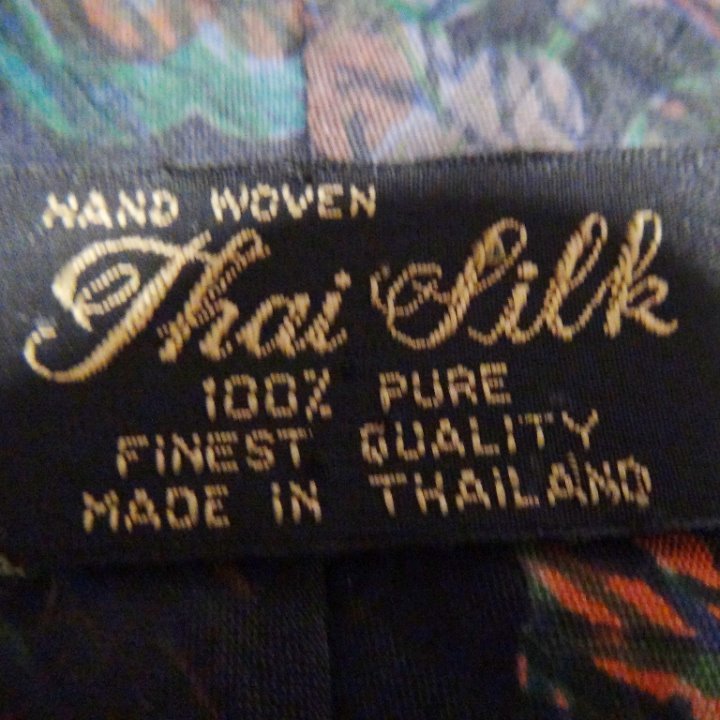 HAND WOVEN
Thai Silk
100% PURE
FINEST QUALITY
MADE IN THAILAND